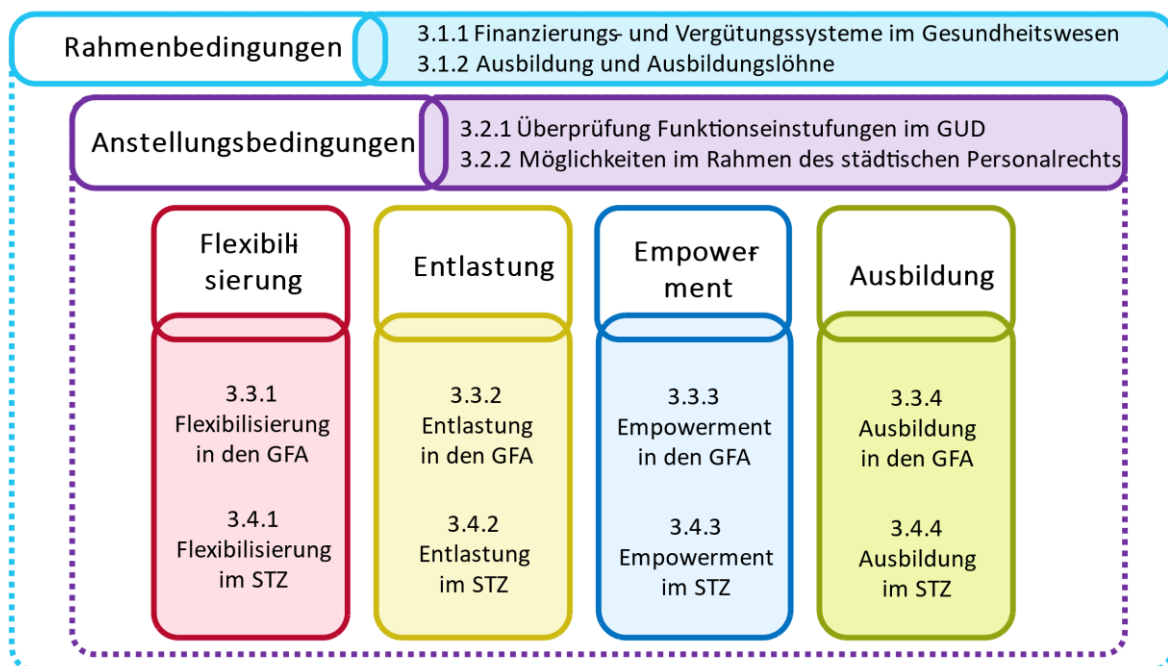 Rahmenbedingungen
3.1.1 Finanzierungs- und Vergütungssysteme im Gesundheitswesen
3.1.2 Ausbildung und Ausbildungslöhne
Anstellungsbedingungen
3.2.1 Überprüfung Funktionseinstufungen im GUD
3.2.2 Möglichkeiten im Rahmen des städtischen Personalrechts
Flexibili-
sierung
3.3.1
Flexibilisierung
in den GFA
3.4.1
Flexibilisierung
im STZ
Entlastung
3.3.2
Entlastung
in den GFA
3.4.2
Entlastung
im STZ
Empower-
ment
3.3.3
Empowerment
in den GFA
3.4.3
Empowerment
im STZ
Ausbildung
3.3.4
Ausbildung
in den GFA
3.4.4
Ausbildung
im STZ